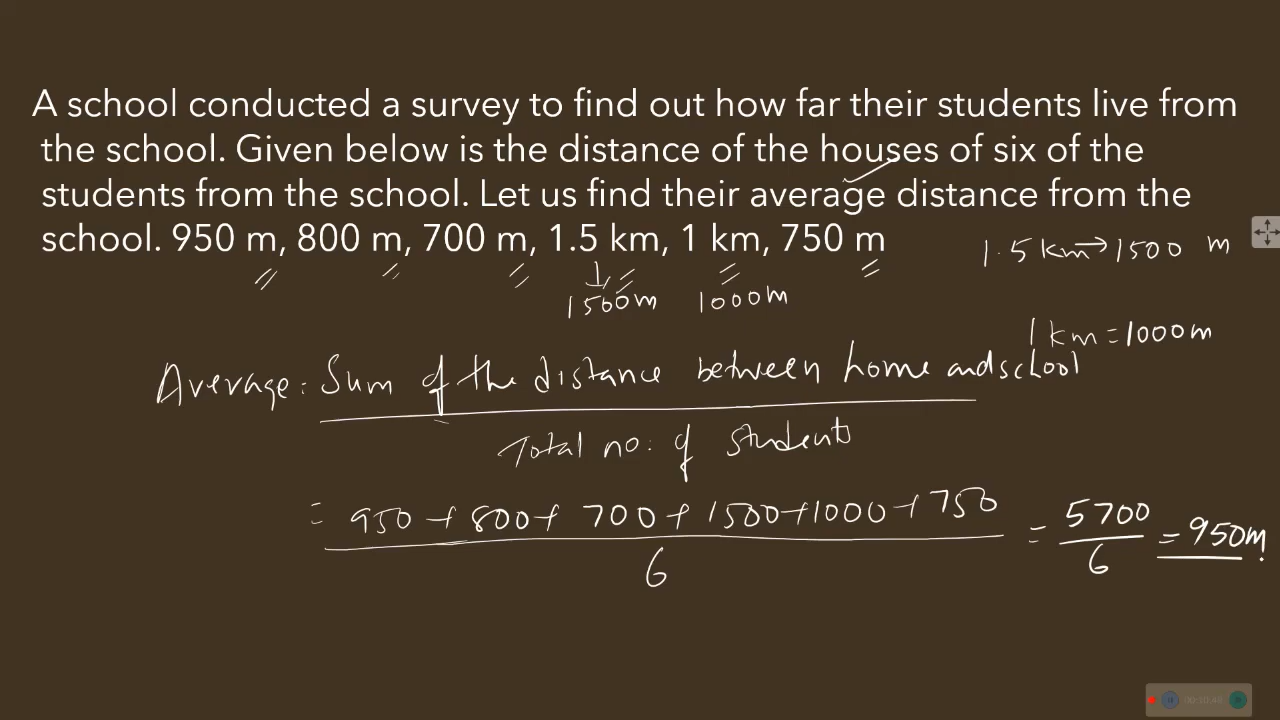 A school conducted a survey to find out how far their students live from
the school. Given below is the distance of the houses of six of the
students from the school. Let us find their average distance from the
school. 950 m, 800 m, 700 m, 1.5 km, 1 km, 750 m
1.5 km → 1500 m
1500m 1000m
1 km = 1000m
Average: Sum of the distance between home and school
Total no: of students
= 950 + 800 + 700 + 1500 + 1000 + 750 = 5700 = 950m.
6 6
00:10:48